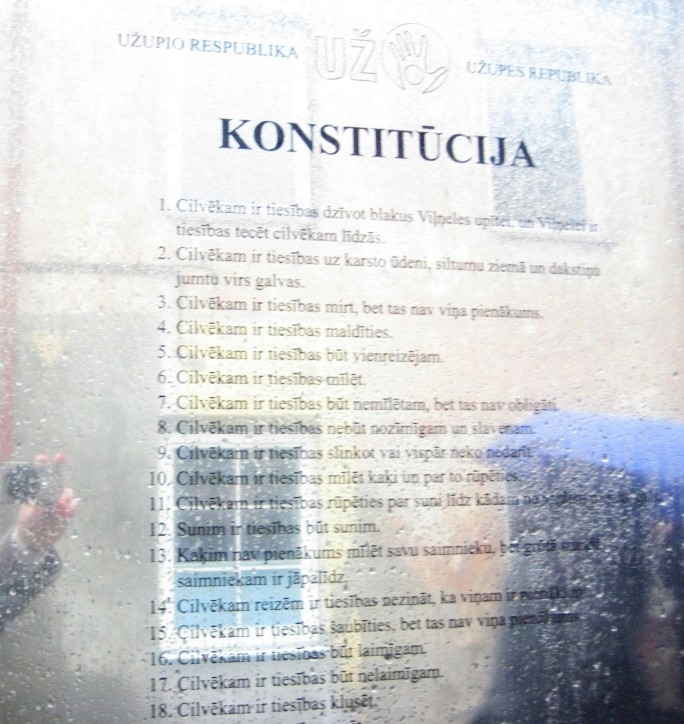 UŽUPIO RESPUBLIKA
UŽ
UŽUPES REPUBLIKA
KONSTITŪCIJA
1. Cilvēkam ir tiesības dzīvot blakus Viļņeles upītei, un Viļņelei ir
tiesības tecēt cilvēkam līdzās.
2. Cilvēkam ir tiesības uz karsto ūdeni, siltumu ziemā un dakstiņu
jumtu virs galvas.
3. Cilvēkam ir tiesības mirt, bet tas nav viņa pienākums.
4. Cilvēkam ir tiesības maldīties.
5. Cilvēkam ir tiesības būt vienreizējam.
6. Cilvēkam ir tiesības mīlēt.
7. Cilvēkam ir tiesības būt nemīlētam, bet tas nav obligāti.
8. Cilvēkam ir tiesības nebūt nozīmīgam un slavenam.
9. Cilvēkam ir tiesības slinkot vai vispār neko nedarīt.
10. Cilvēkam ir tiesības mīlēt kaķi un par to rūpēties.
11. Cilvēkam ir tiesības rūpēties par suni līdz kādam no
12. Sunim ir tiesības būt sunim.
13. Kaķim nav pienākums mīlēt savu saimnieku, bet grūtā
saimniekam ir jāpalīdz.
14. Cilvēkam reizēm ir tiesības nezināt, ka viņam ir pienākumi
15. Cilvēkam ir tiesības šaubīties, bet tas nav viņa pienākums.
16. Cilvēkam ir tiesības būt laimīgam.
17. Cilvēkam ir tiesības būt nelaimīgam.
18. Cilvēkam ir tiesības klusēt.